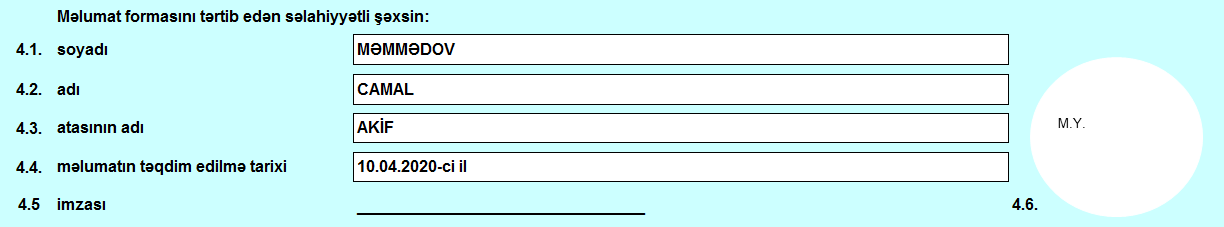 Məlumat formasını tərtib edən səlahiyyətli şəxsin:
4.1. soyadı MƏMMƏDOV
4.2. adı CAMAL
4.3. atasının adı AKİF
M.Y.
4.4. məlumatın təqdim edilmə tarixi 10.04.2020-ci il
4.5 imzası 4.6.